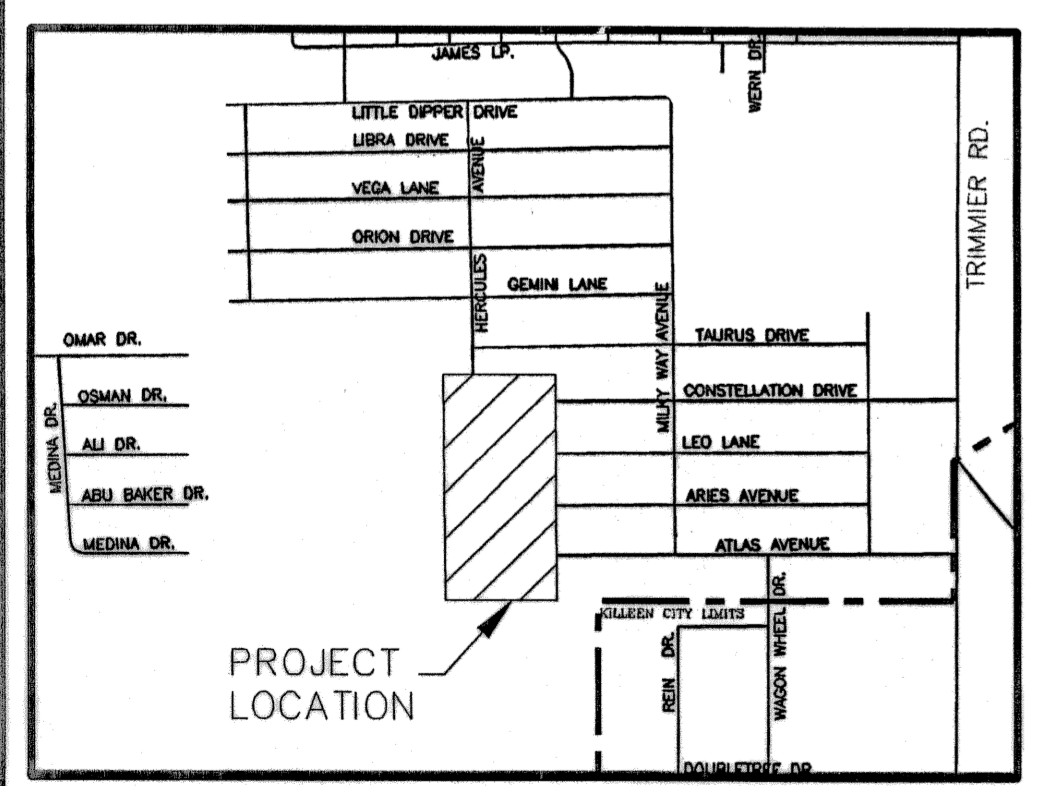 JAMES LP.
WERN DR.
LITTLE DIPPER DRIVE
LIBRA DRIVE
HERCULES AVENUE
VEGA LANE
TRIMMIER RD.
ORION DRIVE
GEMINI LANE
MILKY WAY AVENUE
OMAR DR.
TAURUS DRIVE
OSMAN DR.
CONSTELLATION DRIVE
MEDINA DR.
ALI DR.
LEO LANE
ABU BAKER DR.
ARIES AVENUE
MEDINA DR.
ATLAS AVENUE
KILLEEN CITY LIMITS
REIN DR.
WAGON WHEEL DR.
PROJECT
LOCATION
DOUBLETREE DR